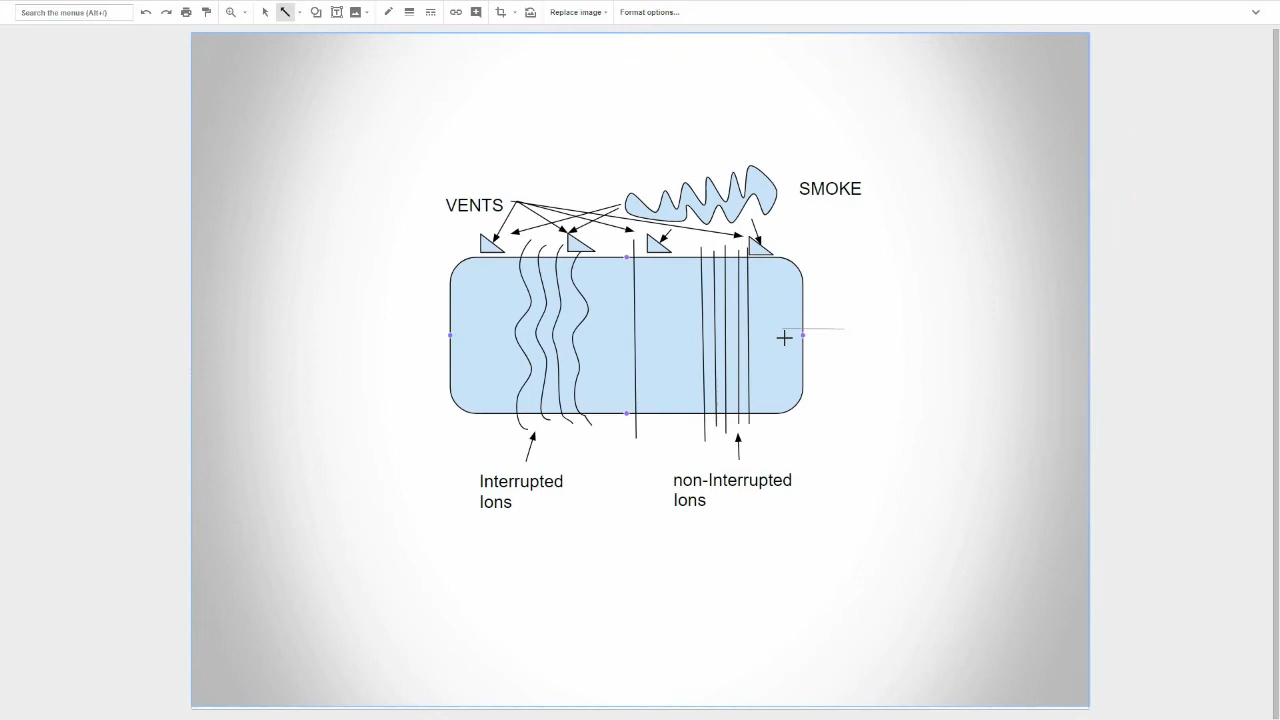 Search the menus (Alt+/)
Replace image
Format options...
SMOKE
VENTS
Interrupted
Ions
non-Interrupted
Ions